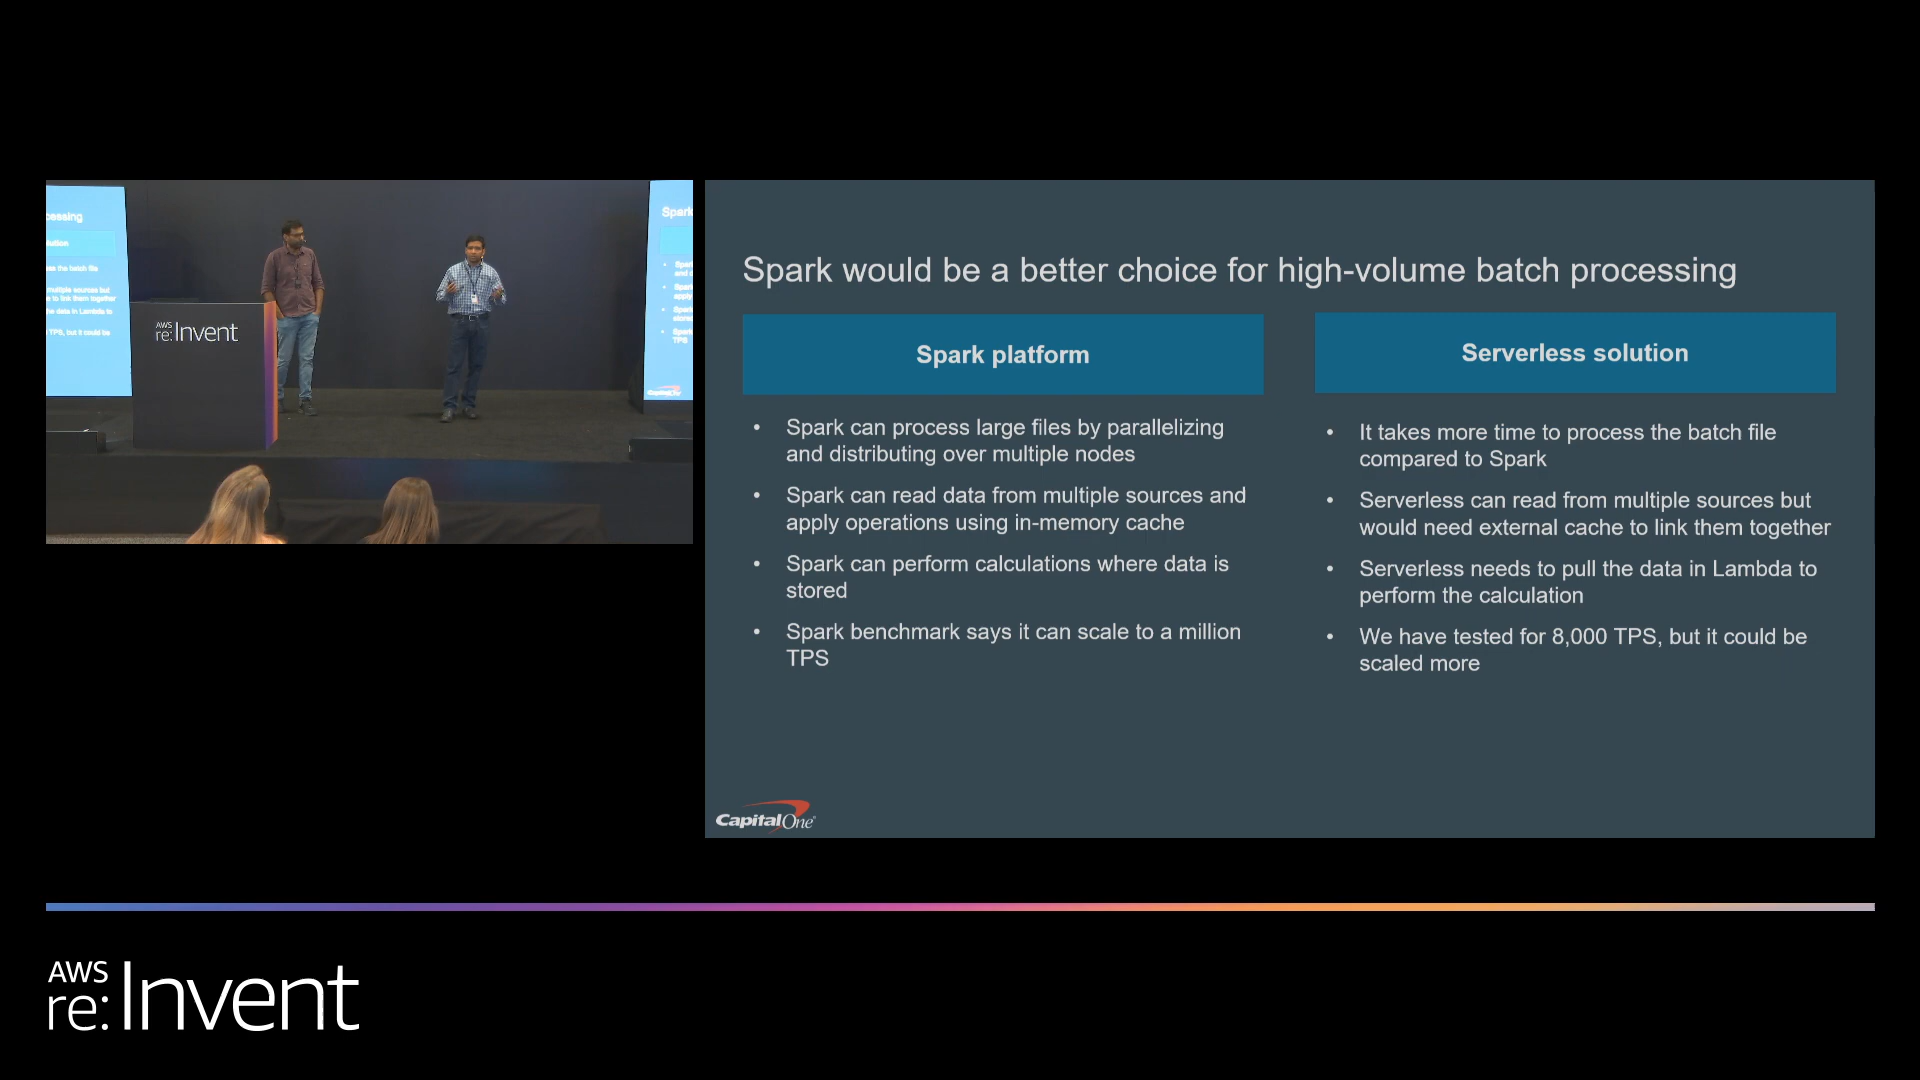 cessing
Spark
AWS
re:Invent
CapitalOne
Spark would be a better choice for high-volume batch processing
Spark platform
• Spark can process large files by parallelizing
and distributing over multiple nodes
• Spark can read data from multiple sources and
apply operations using in-memory cache
• Spark can perform calculations where data is
stored
• Spark benchmark says it can scale to a million
TPS
Serverless solution
• It takes more time to process the batch file
compared to Spark
• Serverless can read from multiple sources but
would need external cache to link them together
• Serverless needs to pull the data in Lambda to
perform the calculation
• We have tested for 8,000 TPS, but it could be
scaled more
CapitalOne
AWS
re:Invent